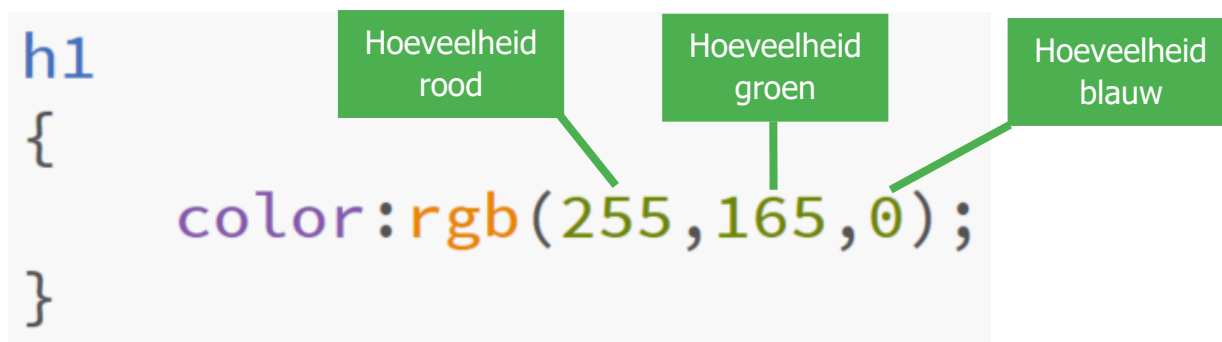 Hoeveelheid
rood
Hoeveelheid
groen
Hoeveelheid
blauw
h1
{
color:rgb(255,165,0);
}